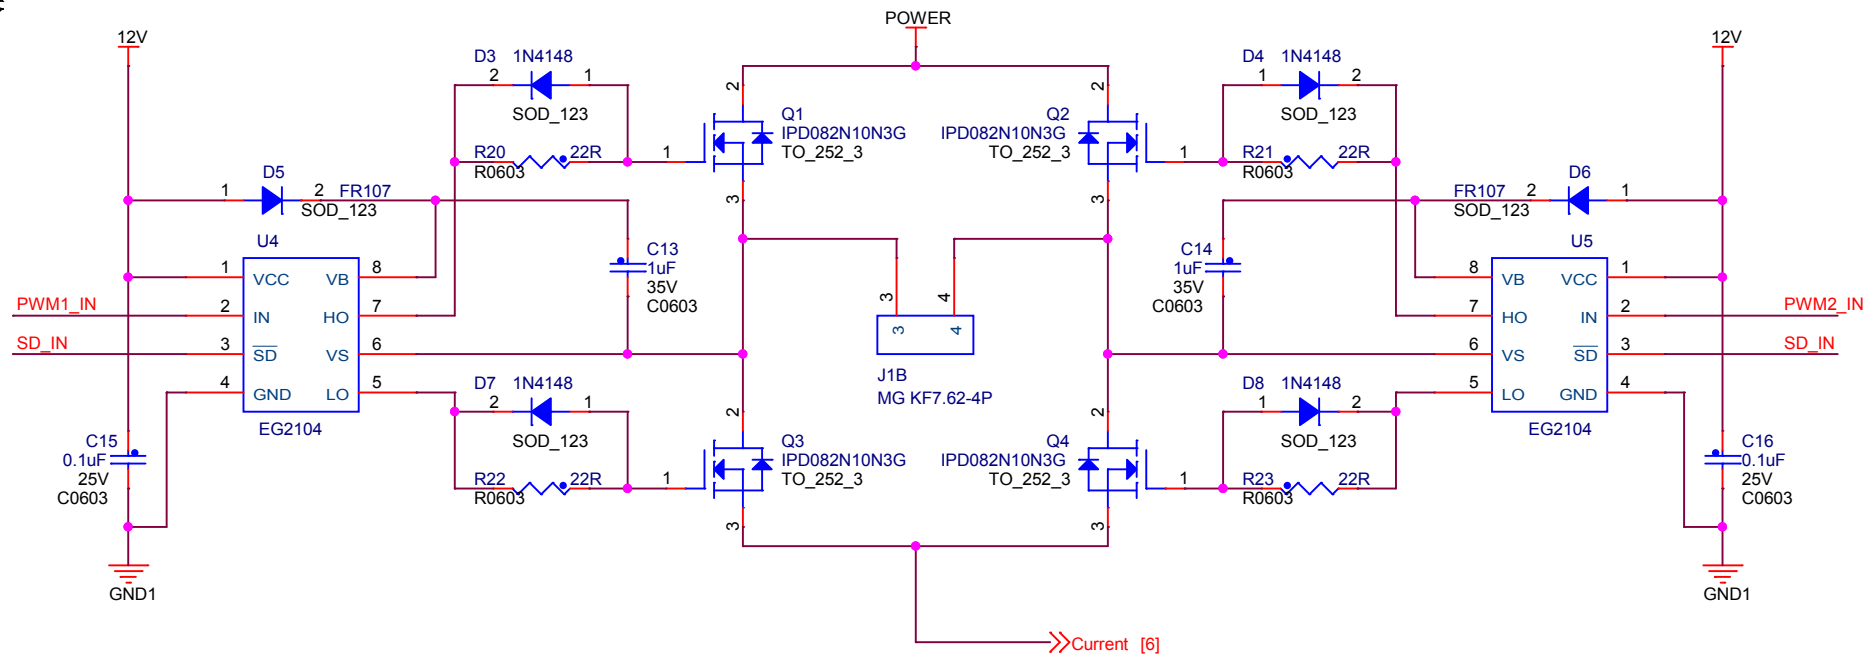 POWER
12V
D3 1N4148
2 1
SOD_123
2
Q1
IPD082N10N3G
TO_252_3
R20 22R
R0603
1
3
D5
1 2 FR107
SOD_123
U4
1 VCC VB 8
PWM1_IN 2 IN HO 7
SD_IN 3 SD VS 6
4 GND LO 5
EG2104
C13
1uF
35V
C0603
C15
0.1uF
25V
C0603
GND1
D7 1N4148
2 1
SOD_123
2
Q3
IPD082N10N3G
TO_252_3
R22 22R
R0603
1
3
3 4
3 4
J1B
MG KF7.62-4P
12V
D4 1N4148
1 2
SOD_123
2
Q2
IPD082N10N3G
TO_252_3
1
R21 22R
R0603
3
D6
FR107 2 1
SOD_123
U5
8 VB VCC 1
7 HO IN 2 PWM2_IN
6 VS SD 3 SD_IN
5 LO GND 4
EG2104
C14
1uF
35V
C0603
D8 1N4148
1 2
SOD_123
2
Q4
IPD082N10N3G
TO_252_3
1
R23 22R
R0603
3
C16
0.1uF
25V
C0603
GND1
Current [6]